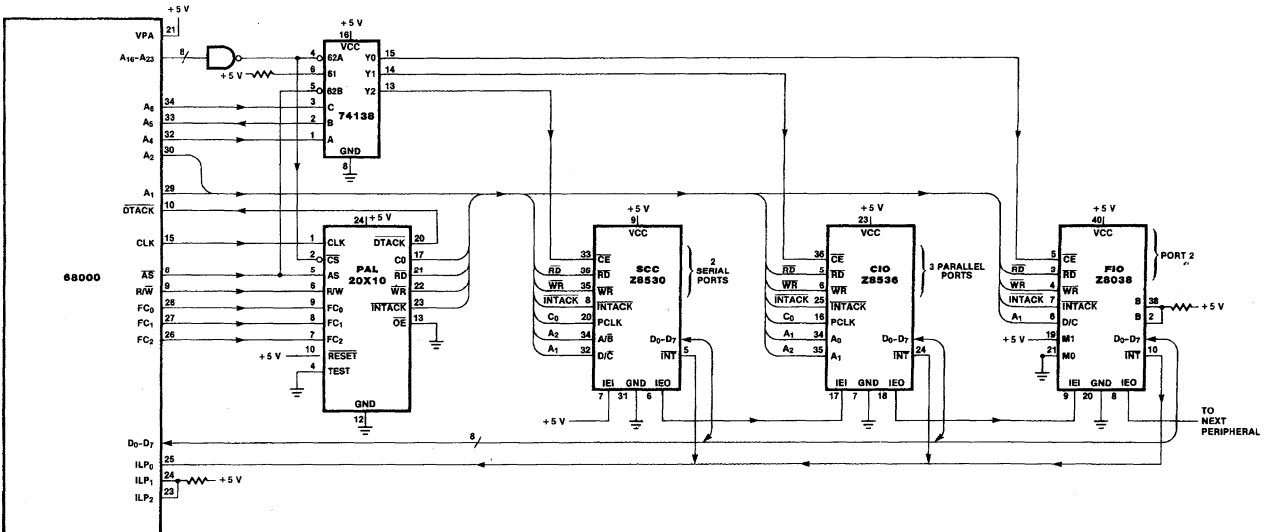 +5 V
VPA 21
A16–A23 8
+5 V
16
VCC
4 62A Y0 15
+5 V 6 61 Y1 14
5 62B Y2 13
A6 34 3 C
A5 33 2 B
74138
A4 32 1 A
A2 30
GND
8
A1 29
DTACK 10
24 +5 V
CLK 15 1 CLK DTACK 20
2 CS C0 17
PAL
20X10
AS 6 5 AS RD 21
R/W 9 6 R/W WR 22
FC0 28 9 FC0 INTACK 23
FC1 27 8 FC1 OE 13
FC2 26 7 FC2
+5 V 10 RESET
4 TEST
GND
12
68000
+5 V
9
VCC
33 CE
RD 36 RD
SCC
Z8530
2
SERIAL
PORTS
WR 35 WR
INTACK 8 INTACK
C0 20 PCLK
A2 34 A/B D0-D7
A1 32 D/C INT 5
IEI GND IEO
7 31 6
+5 V
+5 V
23
VCC
36 CE
RD 5 RD
CIO
Z8536
3 PARALLEL
PORTS
WR 6 WR
INTACK 25 INTACK
C0 16 PCLK
A1 34 A0 D0-D7
A2 35 A1 INT 24
IEI GND IEO
17 7 18
+5 V
40
VCC
5 CE
RD 3 RD
FIO
Z8038
PORT 2
WR 4 WR
INTACK 7 INTACK B 38 +5 V
A1 6 D/C B 2
+5 V 19 M1 D0-D7
21 M0 INT 10
IEI GND IEO
9 20 8
TO
NEXT
PERIPHERAL
D0–D7 8
ILP0 25
ILP1 24 +5 V
ILP2 23